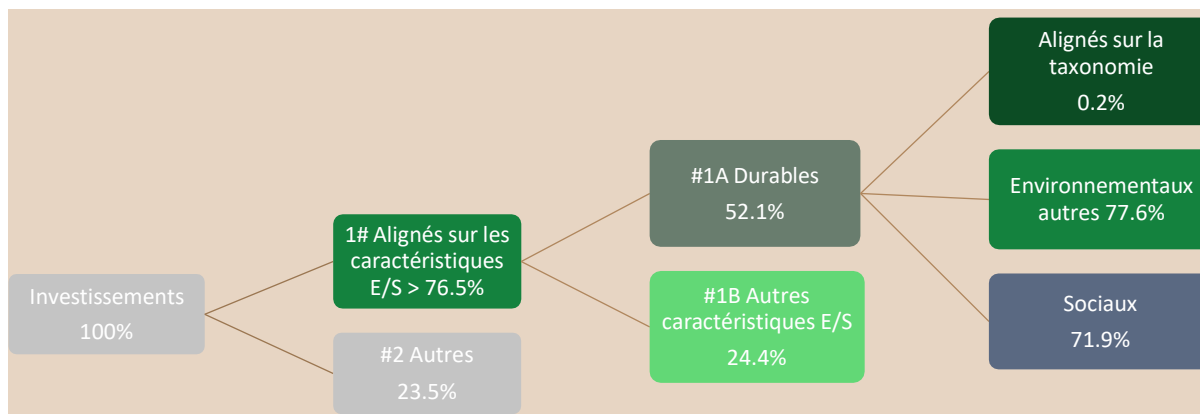 Investissements
100%
1# Alignés sur les
caractéristiques
E/S > 76.5%
#2 Autres
23.5%
#1A Durables
52.1%
#1B Autres
caractéristiques E/S
24.4%
Alignés sur la
taxonomie
0.2%
Environnementaux
autres 77.6%
Sociaux
71.9%